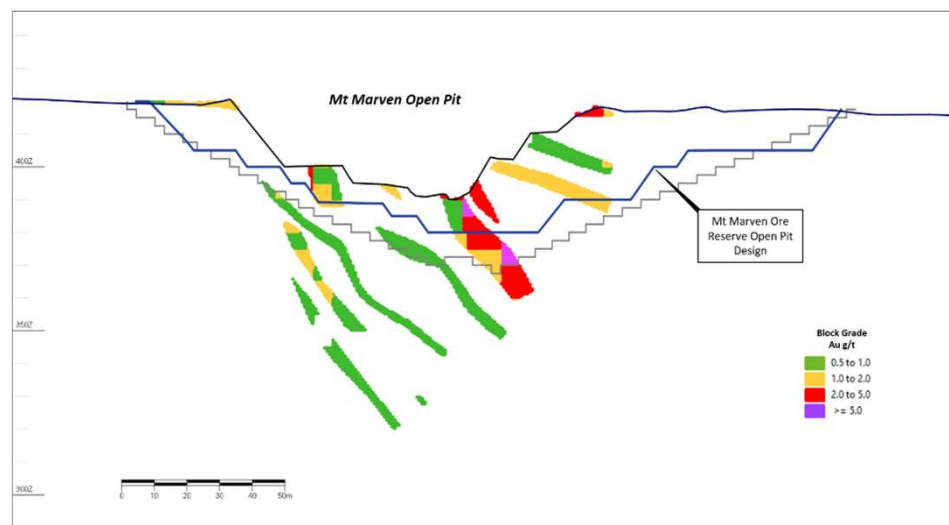 Mt Marven Open Pit
400Z
Mt Marven Ore
Reserve Open Pit
Design
350Z
Block Grade
Au g/t
0.5 to 1.0
1.0 to 2.0
2.0 to 5.0
>= 5.0
0 10 20 30 40 50m
300Z